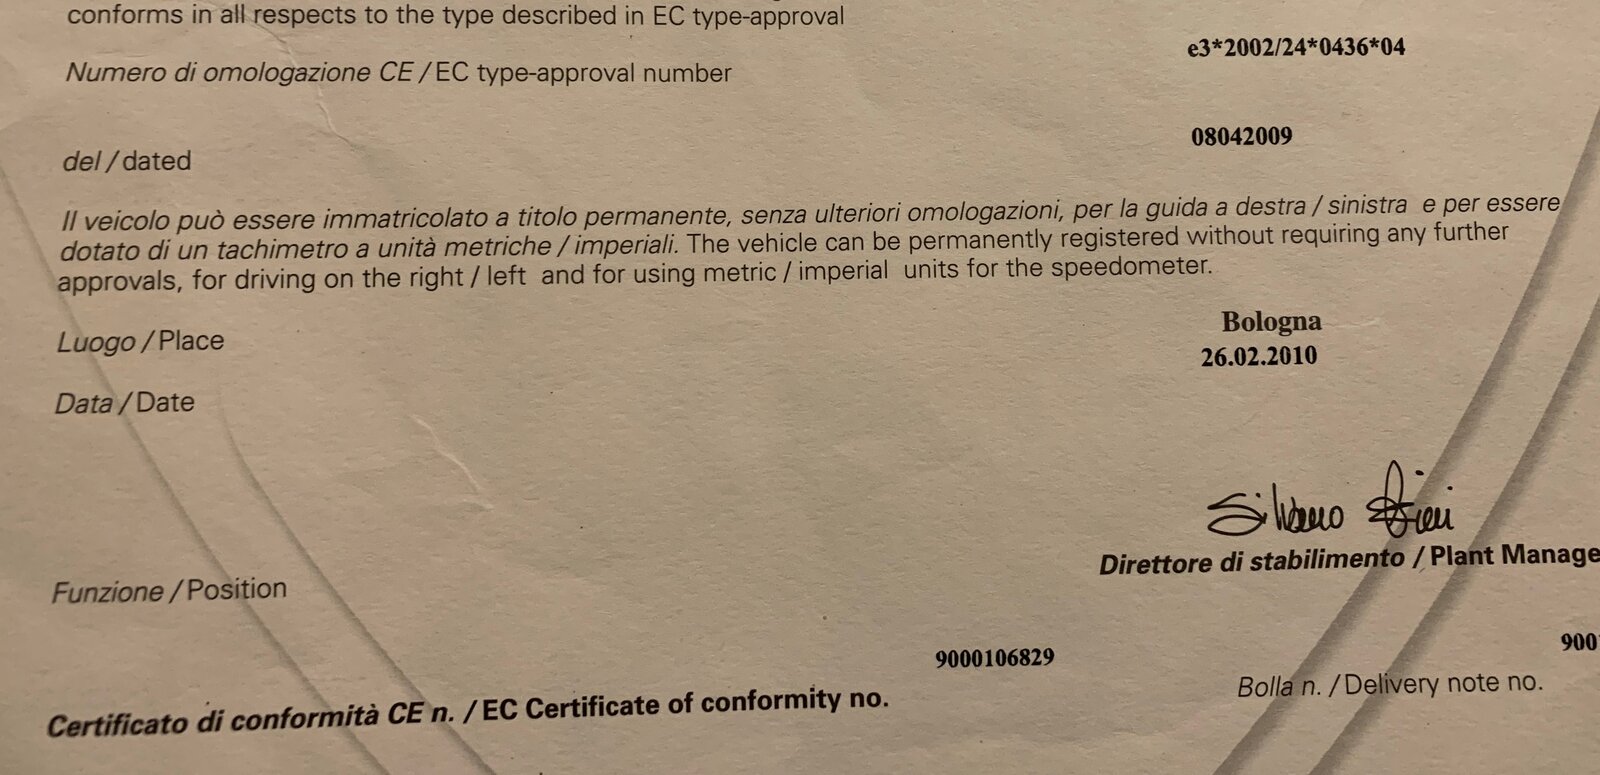 conforms in all respects to the type described in EC type-approval
e3*2002/24*0436*04
Numero di omologazione CE / EC type-approval number
08042009
del / dated
Il veicolo può essere immatricolato a titolo permanente, senza ulteriori omologazioni, per la guida a destra / sinistra e per essere
dotato di un tachimetro a unità metriche / imperiali. The vehicle can be permanently registered without requiring any further
approvals, for driving on the right / left and for using metric / imperial units for the speedometer.
Bologna
Luogo / Place
26.02.2010
Data / Date
Direttore di stabilimento / Plant Manage
Funzione / Position
900
9000106829
Bolla n. / Delivery note no.
Certificato di conformità CE n. / EC Certificate of conformity no.